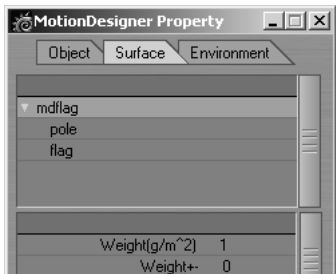 MotionDesigner Property
Object Surface Environment
mdflag
pole
flag
Weight(g/m^2) 1
Weight+- 0